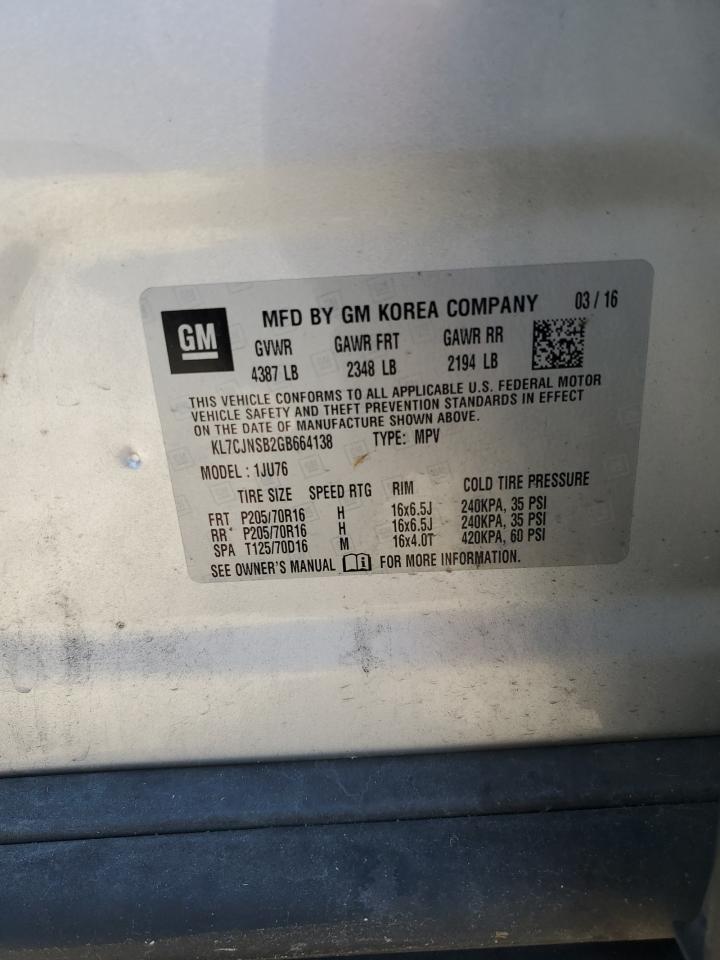 GM MFD BY GM KOREA COMPANY 03 / 16
GVWR GAWR FRT GAWR RR
4387 LB 2348 LB 2194 LB
THIS VEHICLE CONFORMS TO ALL APPLICABLE U.S. FEDERAL MOTOR
VEHICLE SAFETY AND THEFT PREVENTION STANDARDS IN EFFECT
ON THE DATE OF MANUFACTURE SHOWN ABOVE.
KL7CJNSB2GB664138 TYPE: MPV
MODEL : 1JU76
TIRE SIZE SPEED RTG RIM COLD TIRE PRESSURE
FRT P205/70R16 H 16x6.5J 240KPA, 35 PSI
RR P205/70R16 H 16x6.5J 240KPA, 35 PSI
SPA T125/70D16 M 16x4.0T 420KPA, 60 PSI
SEE OWNER'S MANUAL FOR MORE INFORMATION.